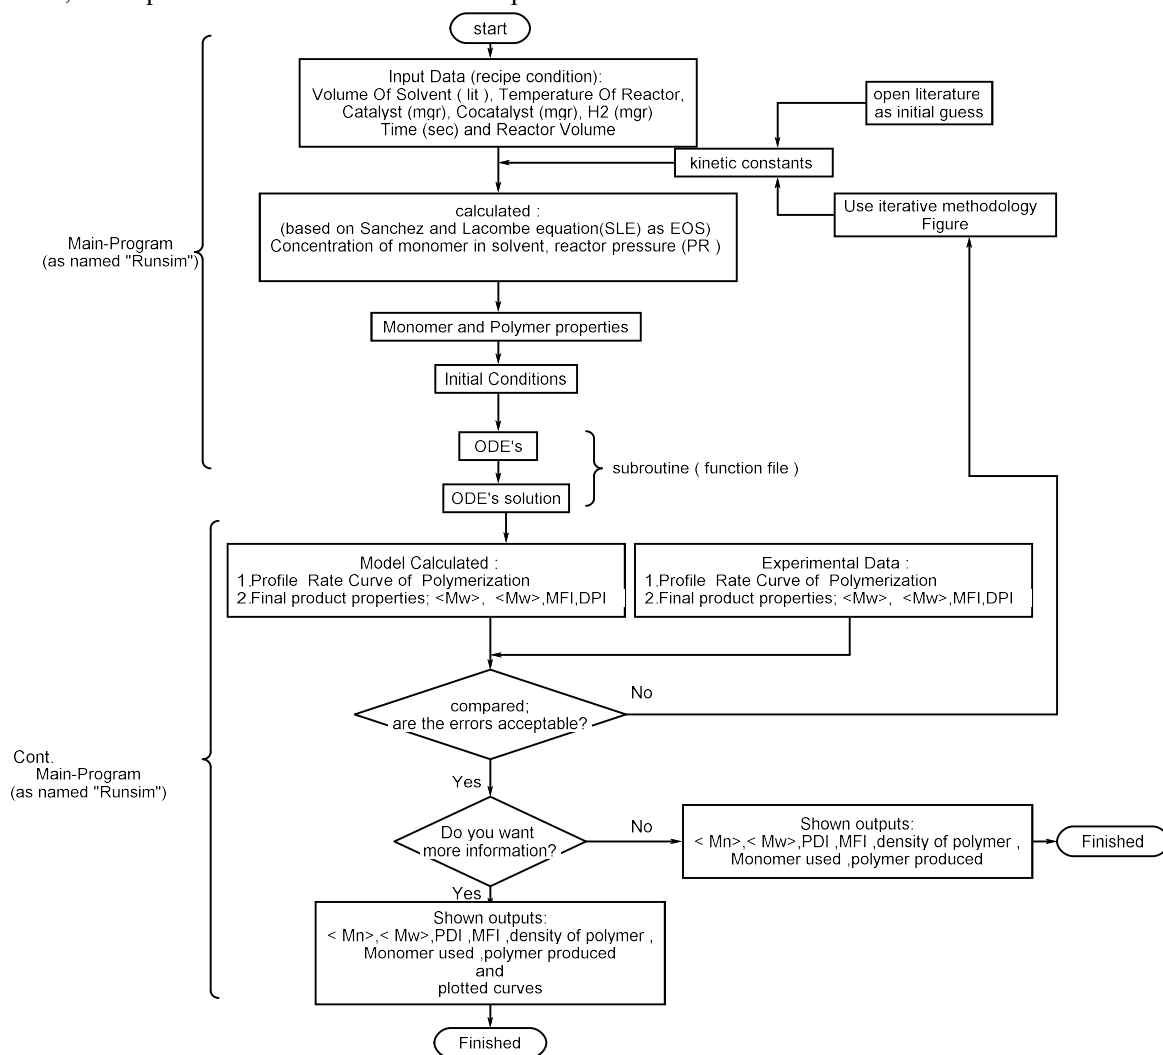 start
Input Data (recipe condition):
Volume Of Solvent ( lit ), Temperature Of Reactor,
Catalyst (mgr), Cocatalyst (mgr), H2 (mgr)
Time (sec) and Reactor Volume
open literature
as initial guess
kinetic constants
Use iterative methodology
Figure
calculated :
(based on Sanchez and Lacombe equation(SLE) as EOS)
Concentration of monomer in solvent, reactor pressure (PR )
Main-Program
(as named "Runsim")
Monomer and Polymer properties
Initial Conditions
ODE's
subroutine ( function file )
ODE's solution
Model Calculated :
1.Profile Rate Curve of Polymerization
2.Final product properties; <Mw>, <Mw>,MFI,DPI
Experimental Data :
1.Profile Rate Curve of Polymerization
2.Final product properties; <Mw>, <Mw>,MFI,DPI
compared;
are the errors acceptable?
No
Yes
Cont.
Main-Program
(as named "Runsim")
Do you want
more information?
No
Shown outputs:
< Mn>,< Mw>,PDI ,MFI ,density of polymer ,
Monomer used ,polymer produced
Finished
Yes
Shown outputs:
< Mn>,< Mw>,PDI ,MFI ,density of polymer ,
Monomer used ,polymer produced
and
plotted curves
Finished